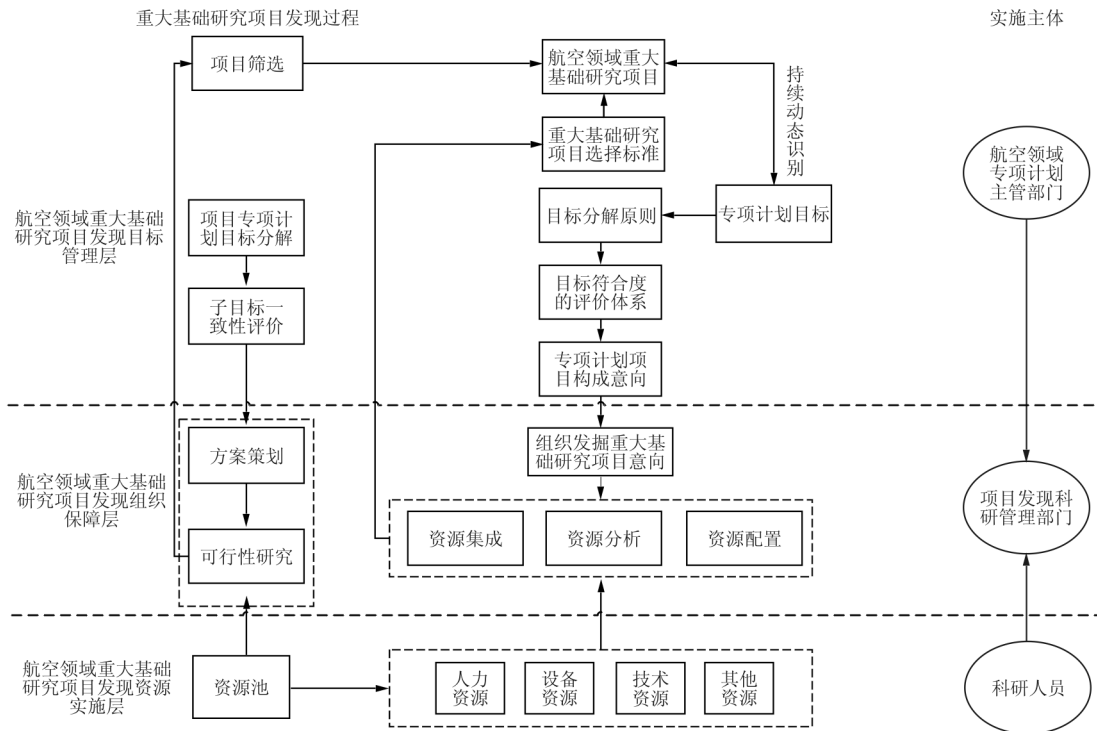 重大基础研究项目发现过程
实施主体
项目筛选
航空领域重大
基础研究项目
持续动态识别
重大基础研究
项目选择标准
航空领域
专项计划
主管部门
航空领域重大基础
研究项目发现目标
管理层
项目专项计
划目标分解
目标分解原则
专项计划目标
子目标一
致性评价
目标符合度
的评价体系
专项计划项
目构成意向
方案策划
组织发掘重大基
础研究项目意向
航空领域重大基础
研究项目发现组织
保障层
项目发现科
研管理部门
可行性研究
资源集成
资源分析
资源配置
航空领域重大基础
研究项目发现资源
实施层
资源池
人力
资源
设备
资源
技术
资源
其他
资源
科研人员